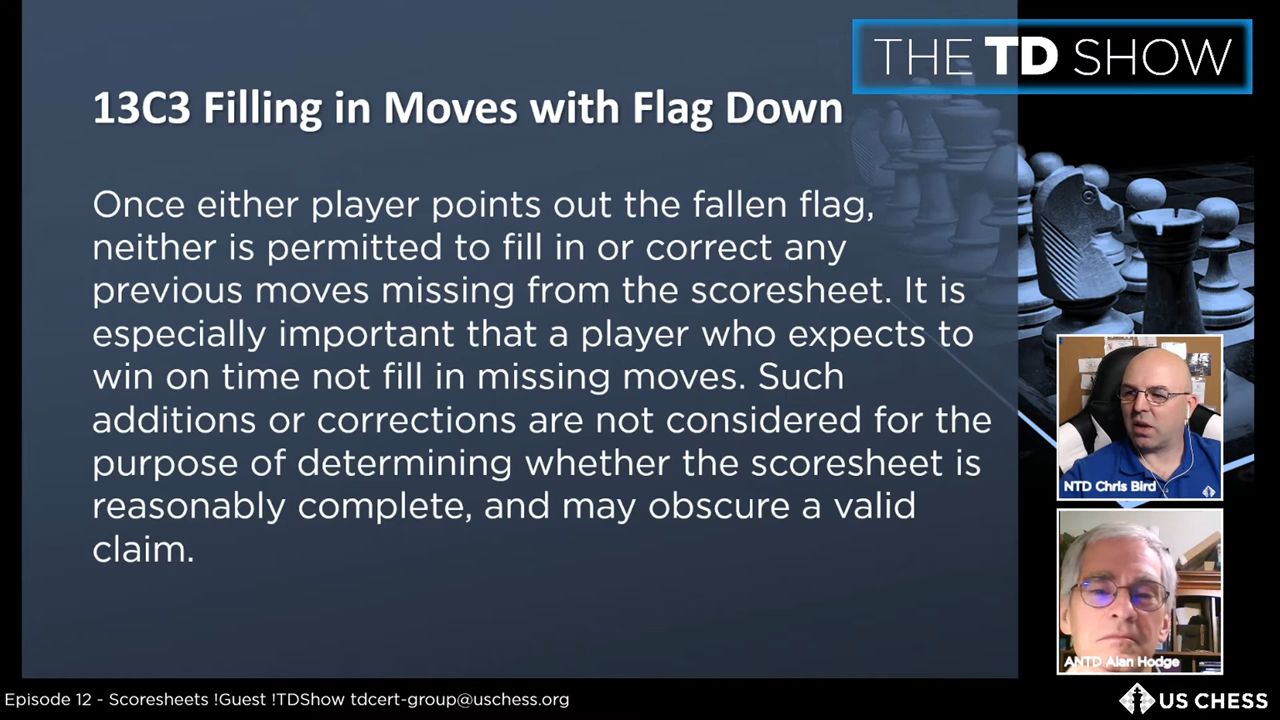 THE TD SHOW
13C3 Filling in Moves with Flag Down
Once either player points out the fallen flag,
neither is permitted to fill in or correct any
previous moves missing from the scoresheet. It is
especially important that a player who expects to
win on time not fill in missing moves. Such
additions or corrections are not considered for the
purpose of determining whether the scoresheet is
reasonably complete, and may obscure a valid
claim.
NTD Chris Bird
ANTD Alan Hodge
Episode 12 - Scoresheets !Guest !TDShow tdcert-group@uschess.org
US CHESS